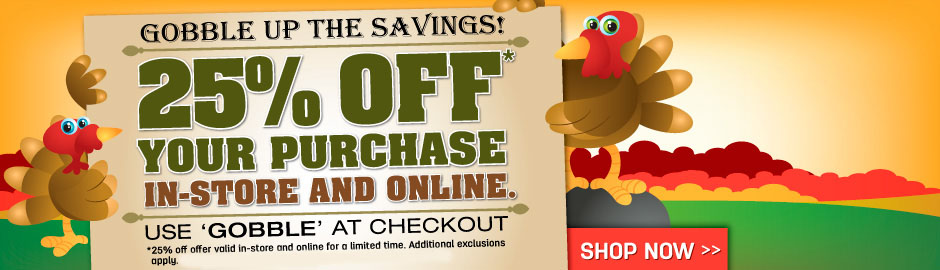 GOBBLE UP THE SAVINGS!
25% OFF*
YOUR PURCHASE
IN-STORE AND ONLINE.
USE ‘GOBBLE’ AT CHECKOUT
*25% off offer valid in-store and online for a limited time. Additional exclusions
apply.
SHOP NOW >>